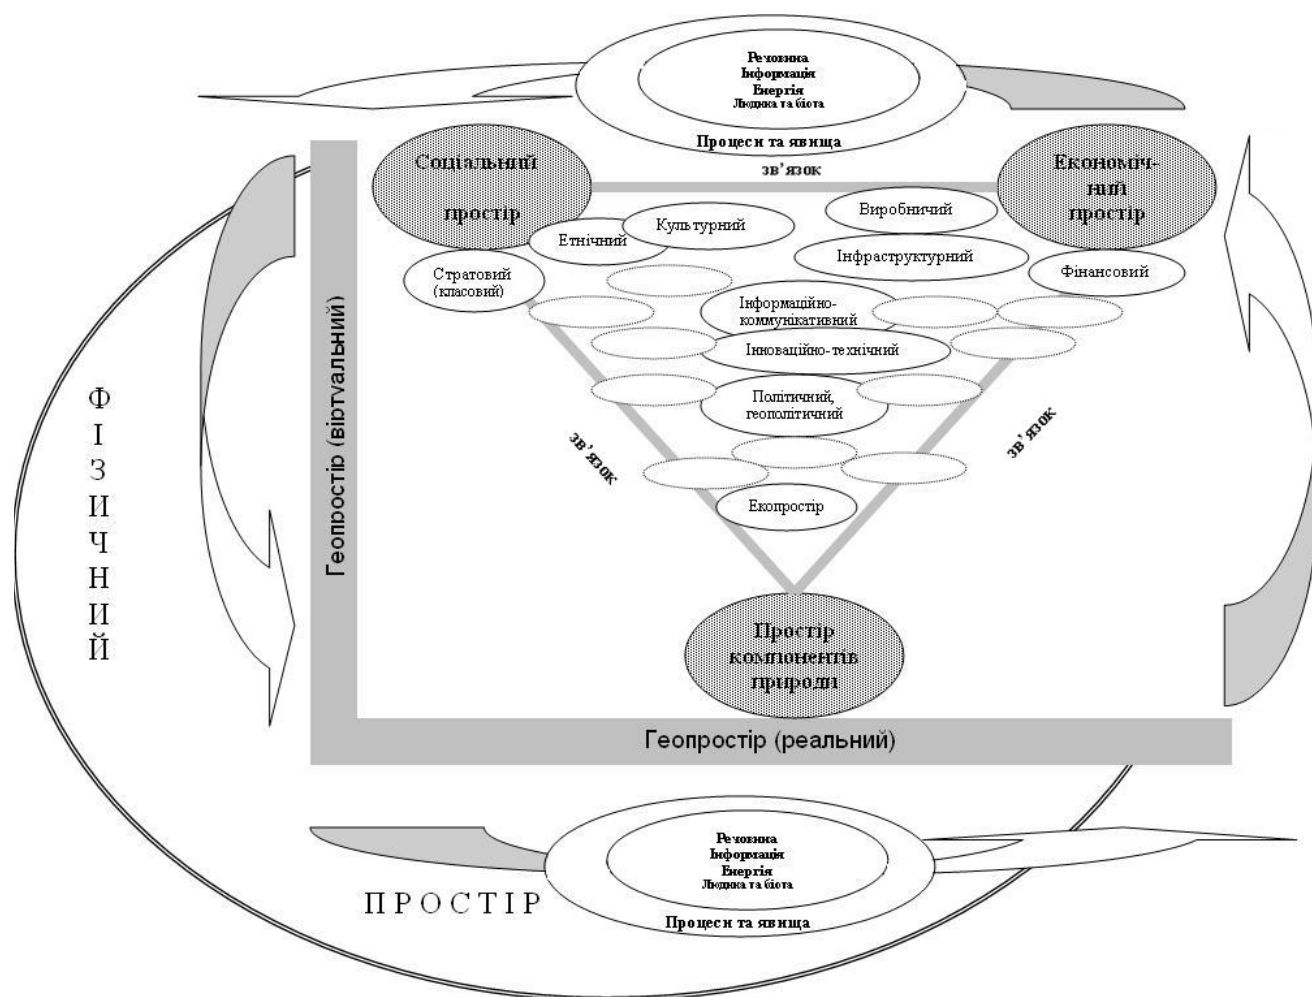 Речовина
Інформація
Енергія
Людина та біота
Процеси та явища
зв’язок
Соціальний
простір
Економіч-
ний
простір
Виробничий
Культурний
Етнічний
Інфраструктурний
Стратовий
(класовий)
Фінансовий
Інформаційно-
коммунікативний
Інноваційно-технічний
Політичний,
геополітичний
зв’язок
зв’язок
Екопростір
Простір
компонентів
природи
Геопростір (віртуальний)
Геопростір (реальний)
ФІЗИЧНИЙ
Речовина
Інформація
Енергія
Людина та біота
Процеси та явища
ПРОСТІР